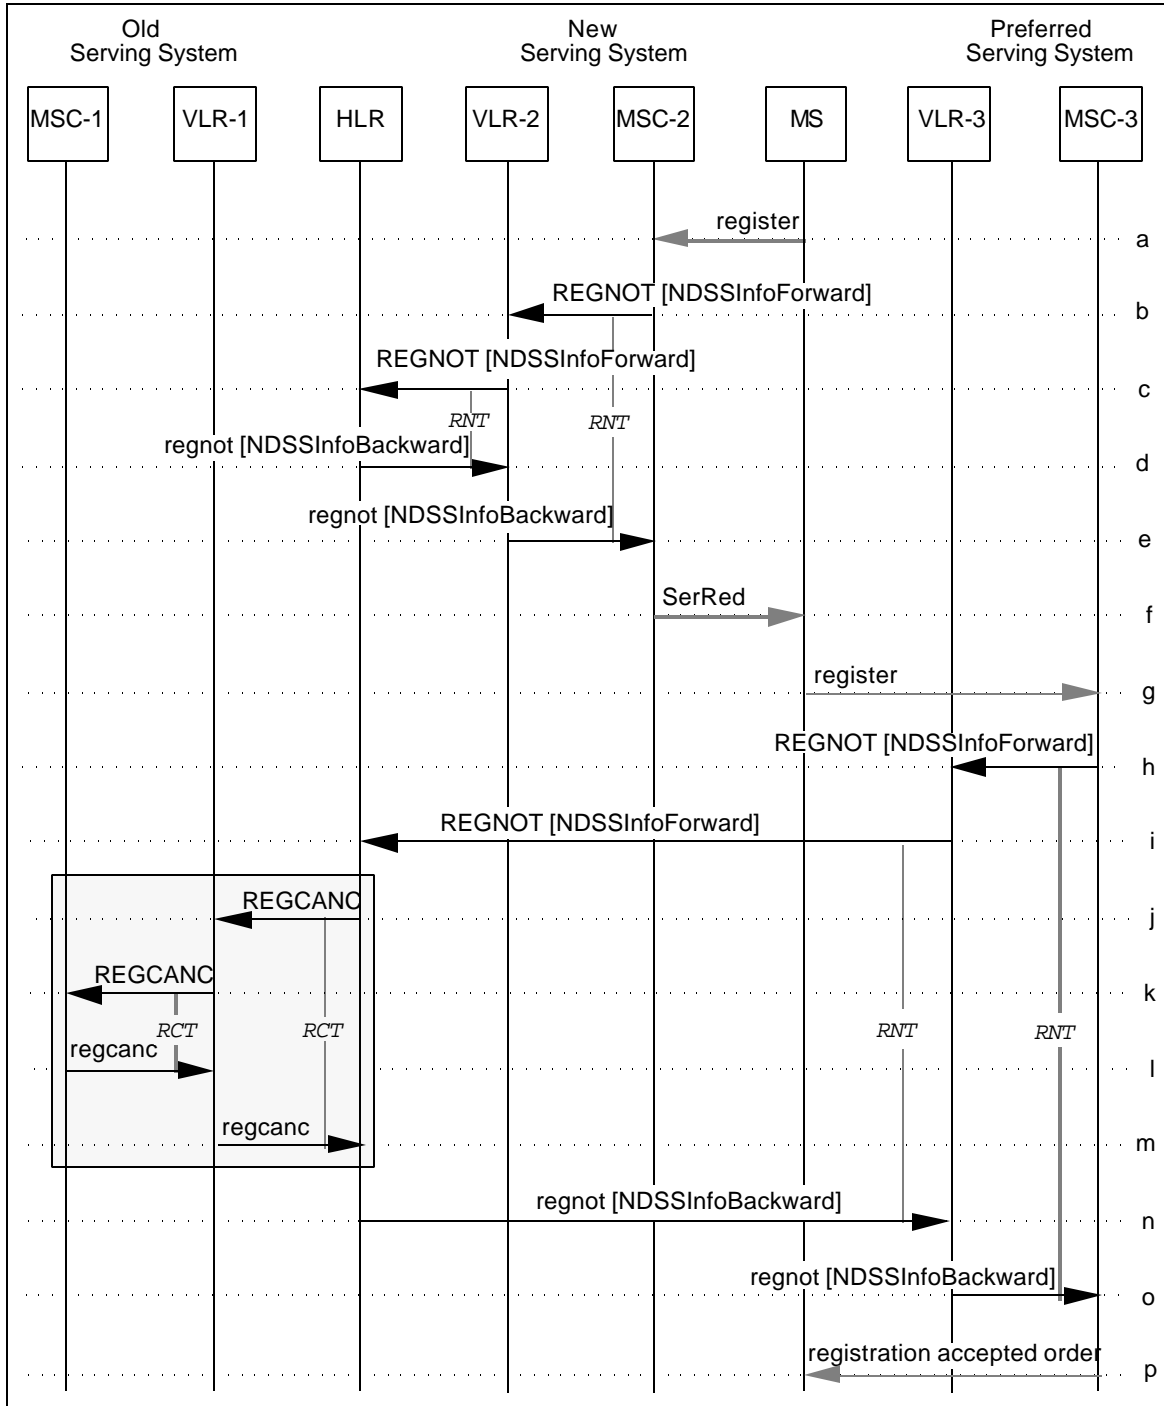 Old
Serving System
New
Serving System
Preferred
Serving System
MSC-1
VLR-1
HLR
VLR-2
MSC-2
MS
VLR-3
MSC-3
register
a
REGNOT [NDSSInfoForward]
b
REGNOT [NDSSInfoForward]
c
RNT
RNT
regnot [NDSSInfoBackward]
d
regnot [NDSSInfoBackward]
e
SerRed
f
register
g
REGNOT [NDSSInfoForward]
h
REGNOT [NDSSInfoForward]
i
REGCANC
j
REGCANC
k
RCT
RCT
RNT
RNT
regcanc
l
regcanc
m
regnot [NDSSInfoBackward]
n
regnot [NDSSInfoBackward]
o
registration accepted order
p